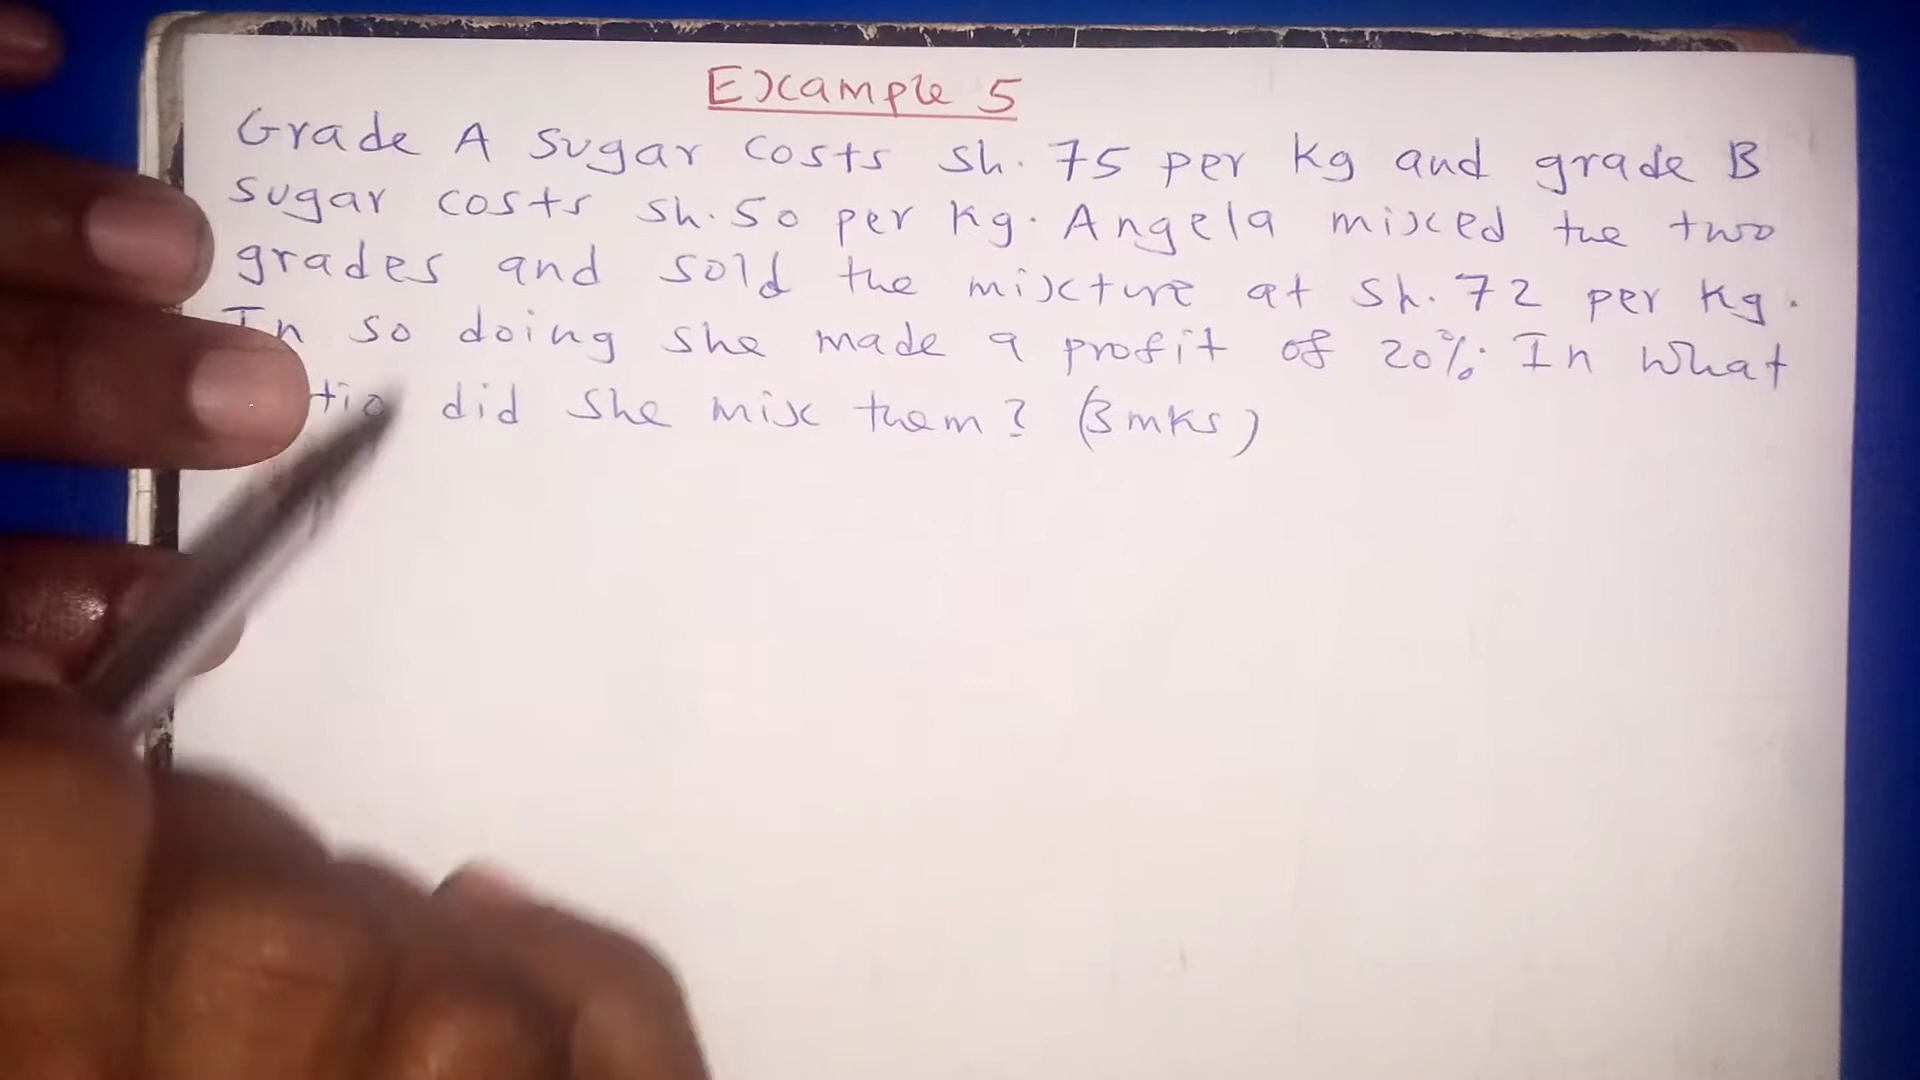 Example 5
Grade A sugar costs sh. 75 per kg and grade B
sugar costs sh. 50 per kg. Angela mixed the two
grades and sold the mixture at sh. 72 per kg.
In so doing she made a profit of 20%. In what
did she mix them? (3mks)